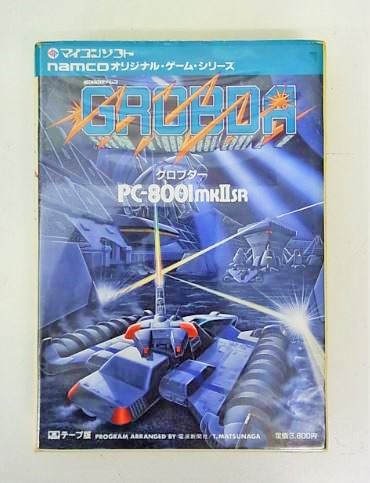 マイコンソフト
namco オリジナル・ゲーム・シリーズ
GROBDA
グロブダー
PC-8001mkIISR
テープ版 PROGRAM ARRANGED BY 電波新聞社/T.MATSUNAGA 定価3,800円